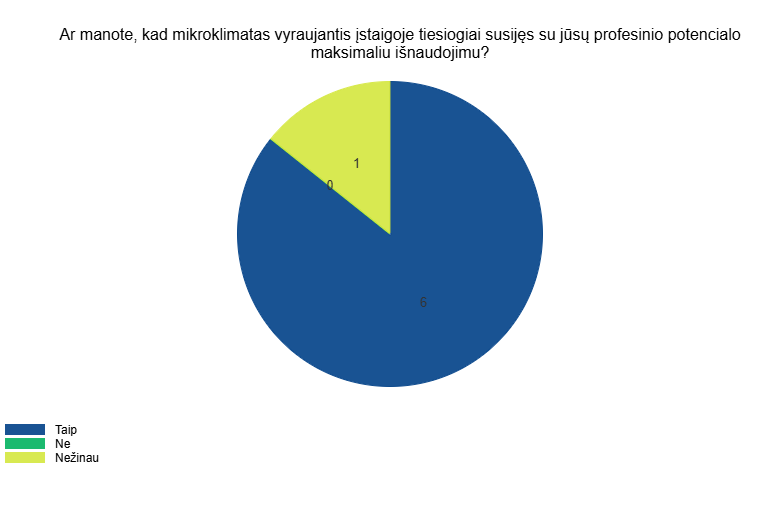 Ar manote, kad mikroklimatas vyraujantis įstaigoje tiesiogiai susijęs su jūsų profesinio potencialo
maksimaliu išnaudojimu?
1
0
6
Taip
Ne
Nežinau